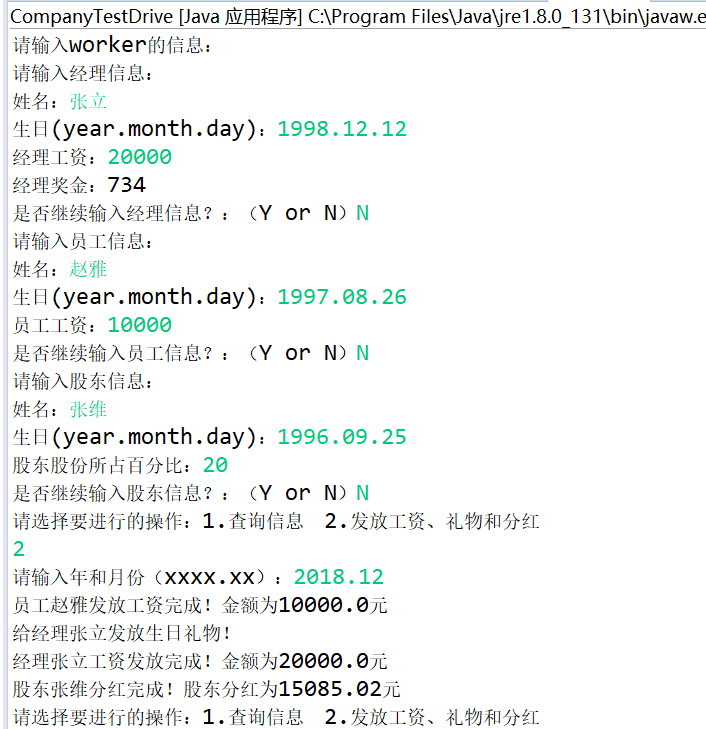 CompanyTestDrive [Java 应用程序] C:\Program Files\Java\jre1.8.0_131\bin\javaw.e
请输入worker的信息：
请输入经理信息：
姓名：张立
生日(year.month.day)：1998.12.12
经理工资：20000
经理奖金：734
是否继续输入经理信息？：（Y or N）N
请输入员工信息：
姓名：赵雅
生日(year.month.day)：1997.08.26
员工工资：10000
是否继续输入员工信息？：（Y or N）N
请输入股东信息：
姓名：张维
生日(year.month.day)：1996.09.25
股东股份所占百分比：20
是否继续输入股东信息？：（Y or N）N
请选择要进行的操作：1.查询信息  2.发放工资、礼物和分红
2
请输入年和月份（xxxx.xx）：2018.12
员工赵雅发放工资完成！金额为10000.0元
给经理张立发放生日礼物！
经理张立工资发放完成！金额为20000.0元
股东张维分红完成！股东分红为15085.02元
请选择要进行的操作：1.查询信息  2.发放工资、礼物和分红